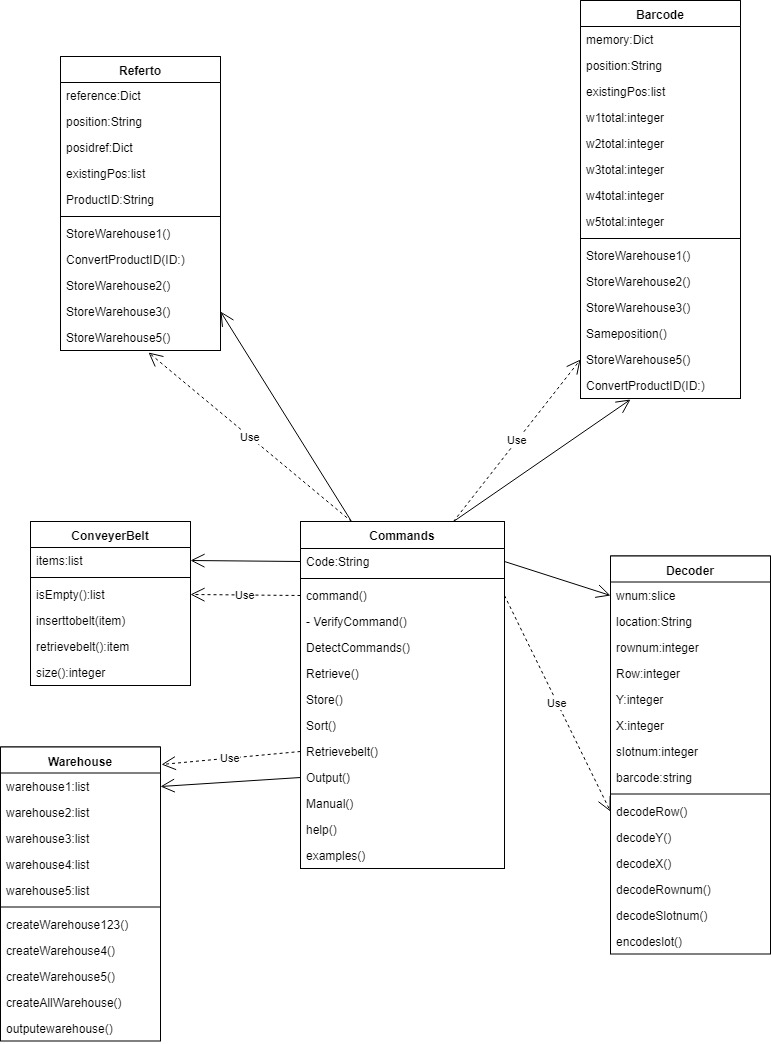 Barcode
memory:Dict
position:String
existingPos:list
w1total:integer
w2total:integer
w3total:integer
w4total:integer
w5total:integer
StoreWarehouse1()
StoreWarehouse2()
StoreWarehouse3()
Sameposition()
StoreWarehouse5()
ConvertProductID(ID:)
Referto
reference:Dict
position:String
posidref:Dict
existingPos:list
ProductID:String
StoreWarehouse1()
ConvertProductID(ID:)
StoreWarehouse2()
StoreWarehouse3()
StoreWarehouse5()
Use
Use
ConveyerBelt
items:list
isEmpty():list
inserttobelt(item)
retrievebelt():item
size():integer
Use
Commands
Code:String
command()
- VerifyCommand()
DetectCommands()
Retrieve()
Store()
Sort()
Retrievebelt()
Output()
Manual()
help()
examples()
Use
Decoder
wnum:slice
location:String
rownum:integer
Row:integer
Y:integer
X:integer
slotnum:integer
barcode:string
decodeRow()
decodeY()
decodeX()
decodeRownum()
decodeSlotnum()
encodeslot()
Use
Warehouse
warehouse1:list
warehouse2:list
warehouse3:list
warehouse4:list
warehouse5:list
createWarehouse123()
createWarehouse4()
createWarehouse5()
createAllWarehouse()
outputewarehouse()